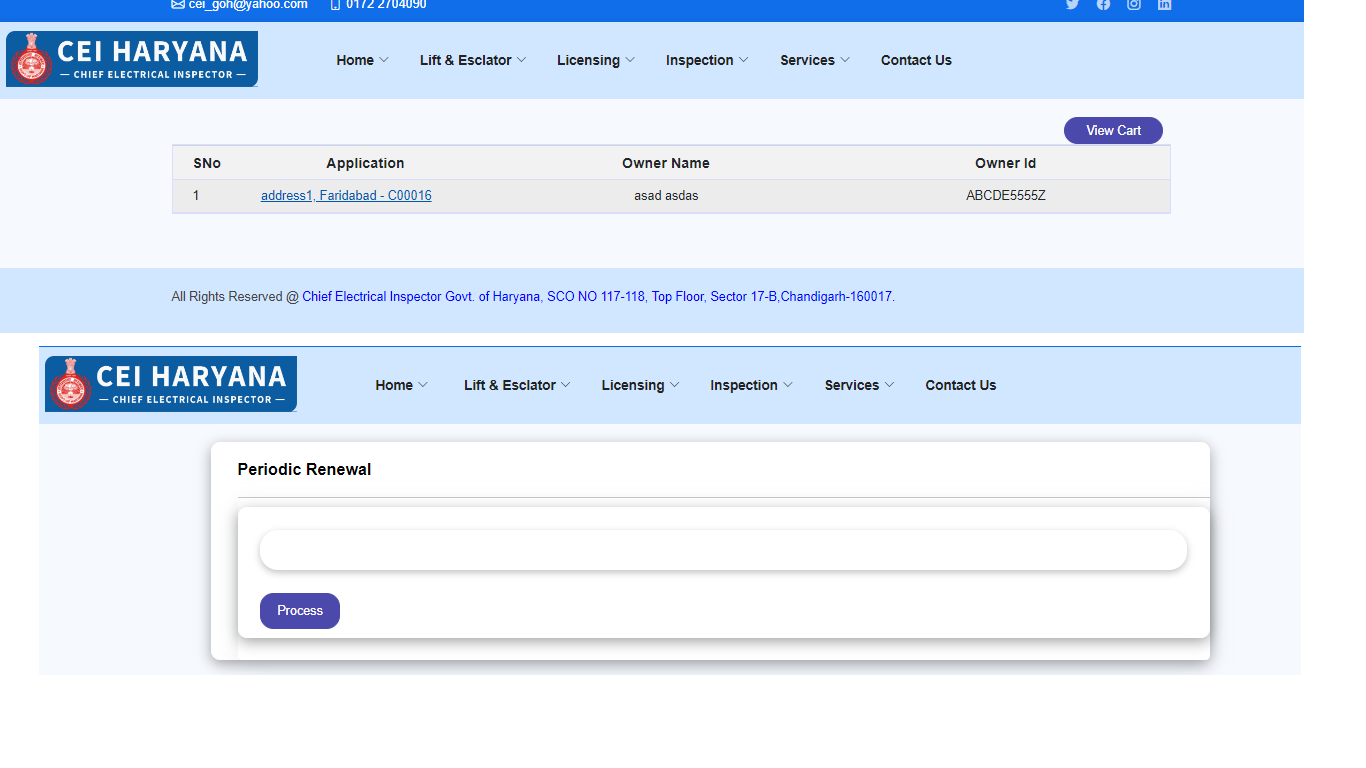 cei_goh@yahoo.com 0172 2704090
CEI HARYANA
— CHIEF ELECTRICAL INSPECTOR —
Home Lift & Esclator Licensing Inspection Services Contact Us
View Cart
SNo Application Owner Name Owner Id
1 address1, Faridabad - C00016 asad asdas ABCDE5555Z
All Rights Reserved @ Chief Electrical Inspector Govt. of Haryana, SCO NO 117-118, Top Floor, Sector 17-B,Chandigarh-160017.
CEI HARYANA
— CHIEF ELECTRICAL INSPECTOR —
Home Lift & Esclator Licensing Inspection Services Contact Us
Periodic Renewal
Process